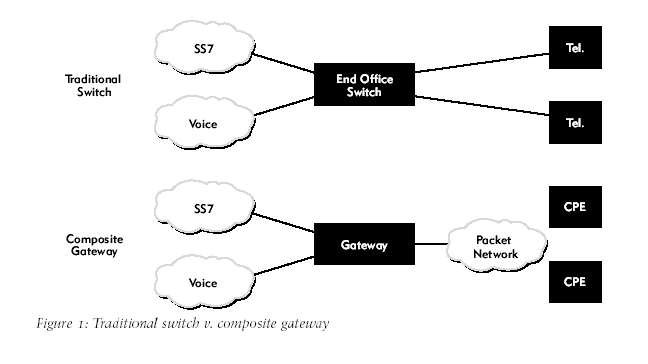 SS7
Traditional
Switch
Voice
End Office
Switch
Tel.
Tel.
SS7
Composite
Gateway
Voice
Gateway
Packet
Network
CPE
CPE
Figure 1: Traditional switch v. composite gateway